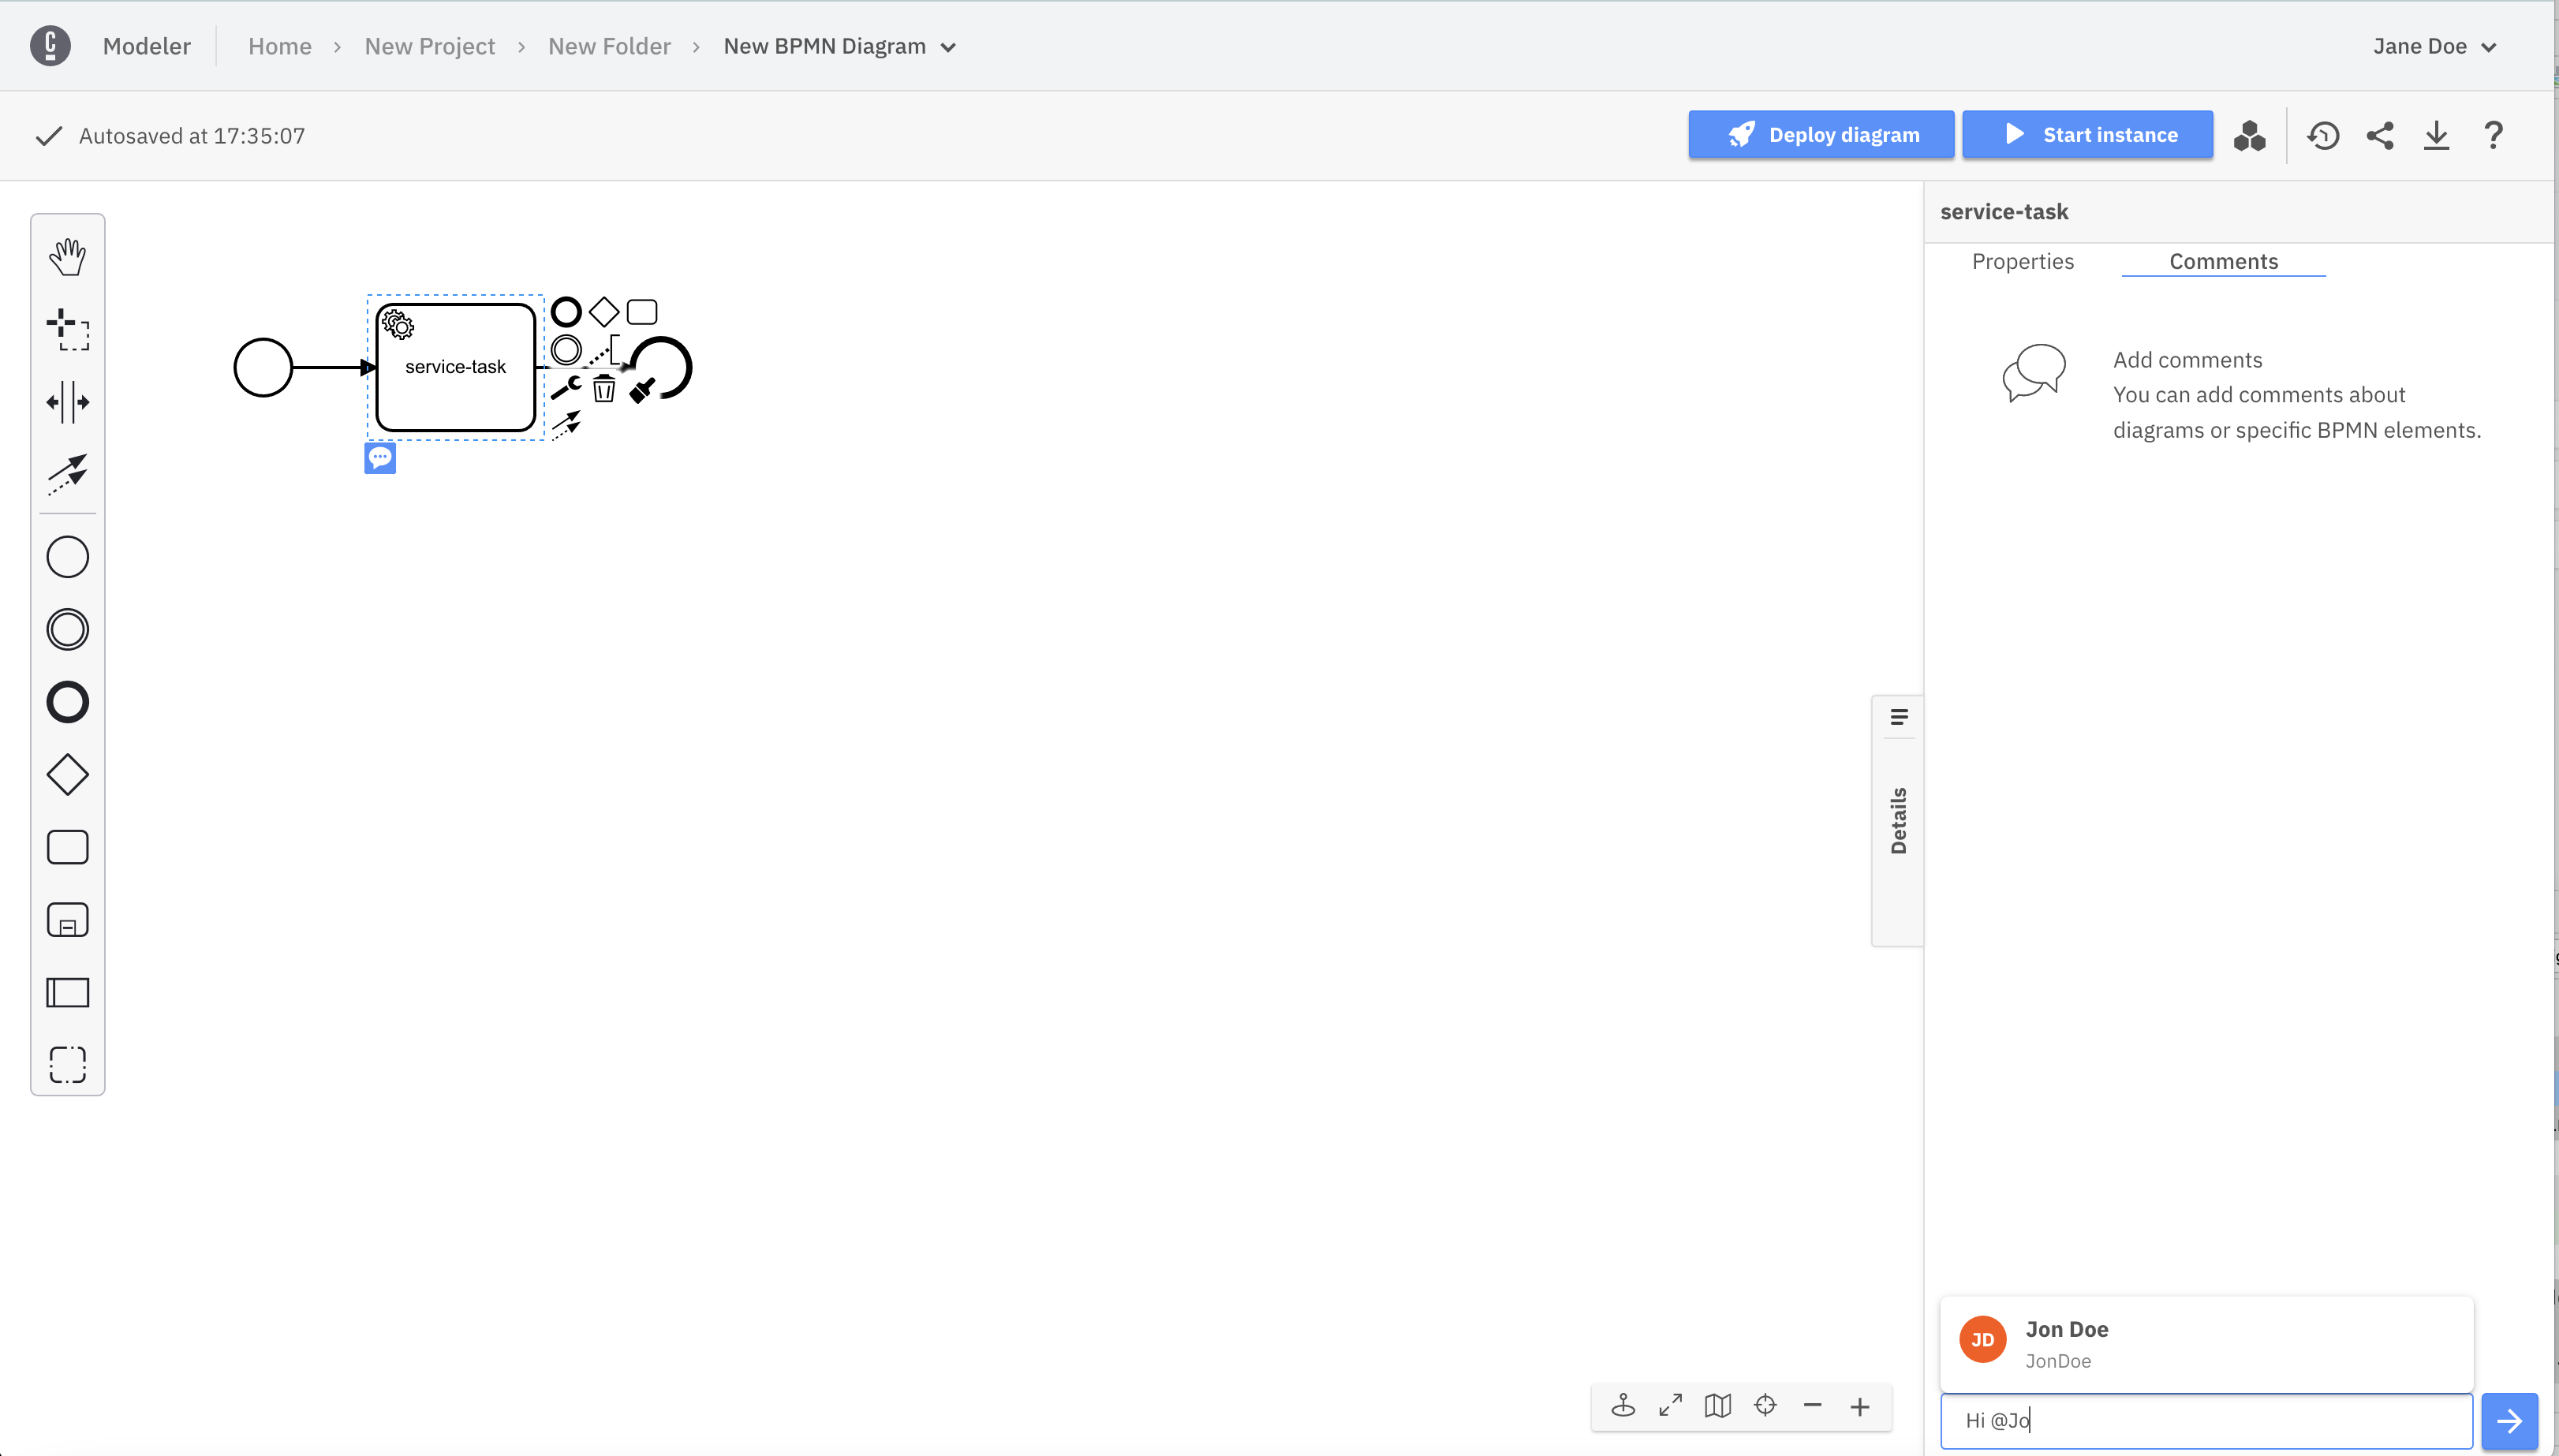 Modeler
Home > New Project > New Folder > New BPMN Diagram
Jane Doe
Autosaved at 17:35:07
Deploy diagram
Start instance
?
service-task
Properties
Comments
service-task
Add comments
You can add comments about
diagrams or specific BPMN elements.
Details
JD
Jon Doe
JonDoe
Hi @Jo